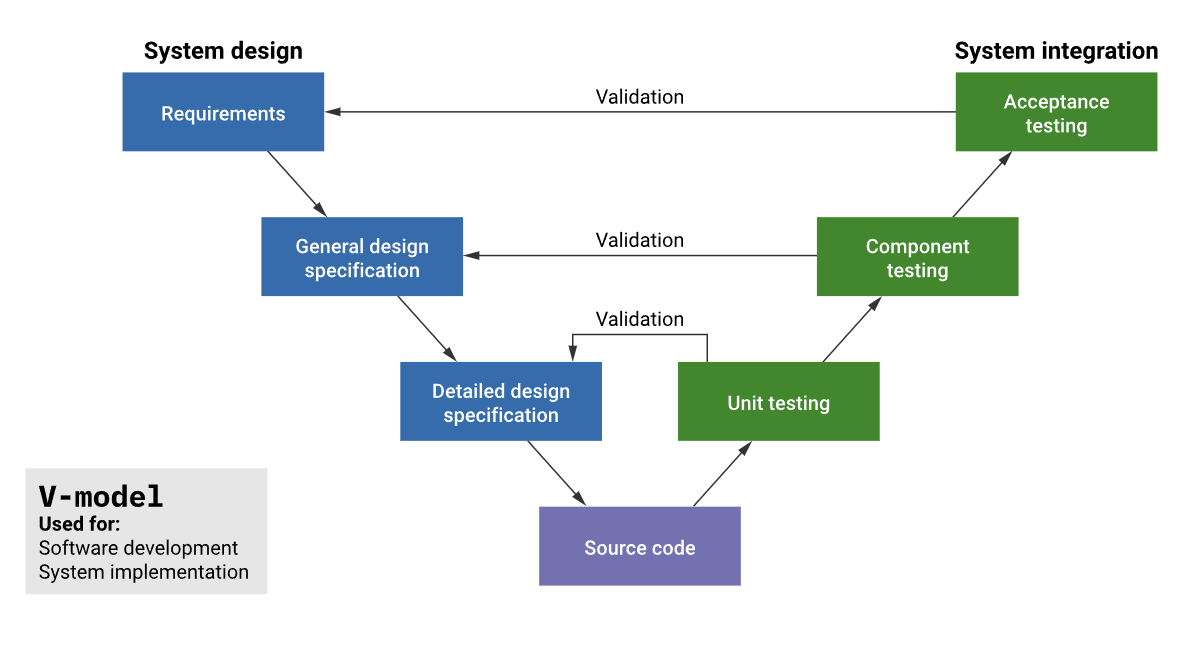 System design
System integration
Requirements
Validation
Acceptance
testing
General design
specification
Validation
Component
testing
Validation
Detailed design
specification
Unit testing
Source code
V-model
Used for:
Software development
System implementation